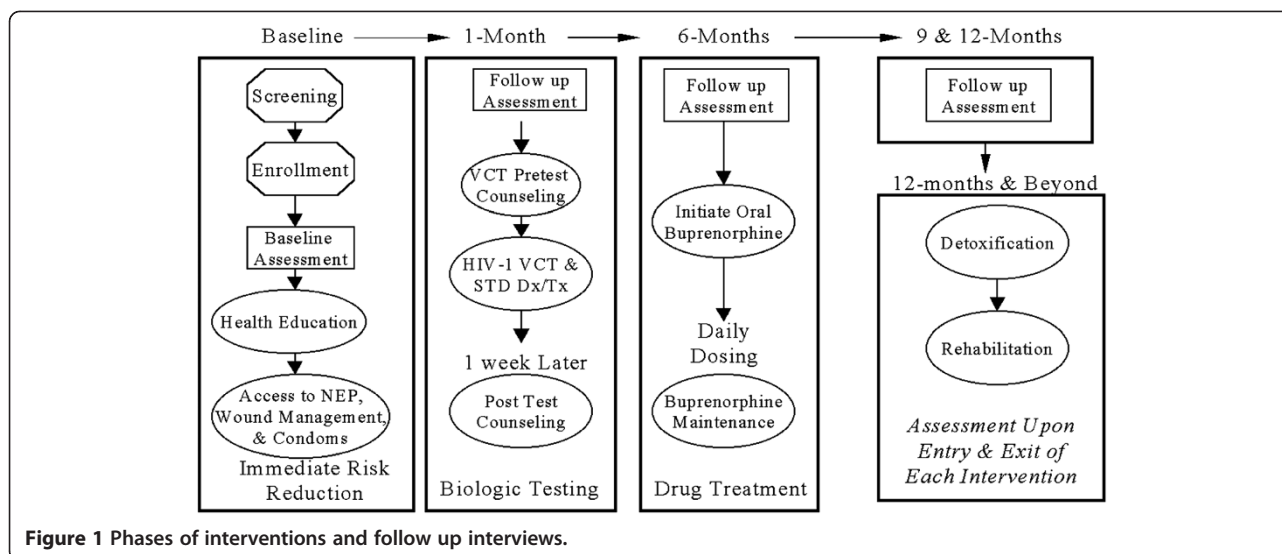 Baseline
1-Month
6-Months
9 & 12-Months
Screening
Enrollment
Baseline
Assessment
Health Education
Access to NEP,
Wound Management,
& Condoms
Immediate Risk
Reduction
Follow up
Assessment
VCT Pretest
Counseling
HIV-1 VCT &
STD Dx/Tx
1 week Later
Post Test
Counseling
Biologic Testing
Follow up
Assessment
Initiate Oral
Buprenorphine
Daily
Dosing
Buprenorphine
Maintenance
Drug Treatment
Follow up
Assessment
12-months & Beyond
Detoxification
Rehabilitation
Assessment Upon
Entry & Exit of
Each Intervention
Figure 1 Phases of interventions and follow up interviews.